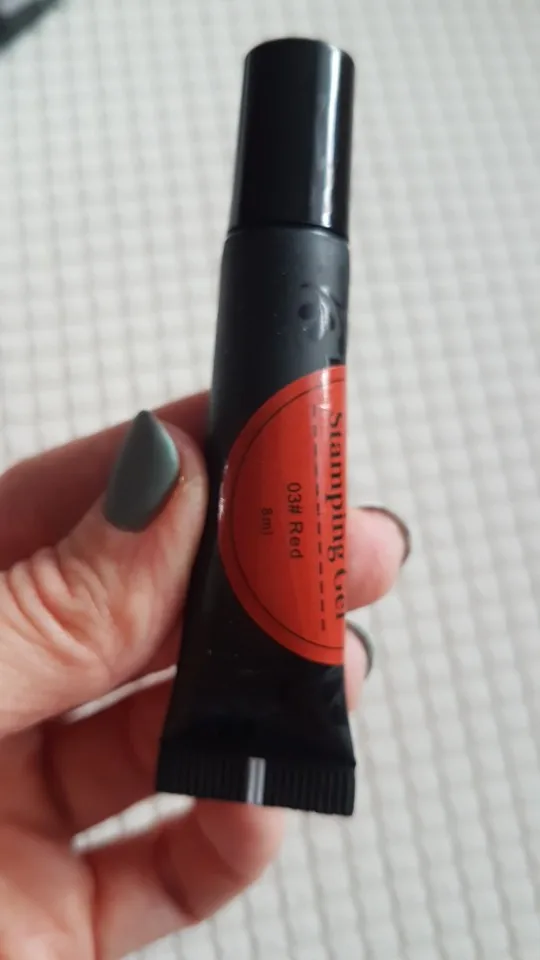 Stamping Gel
03# Red
8ml